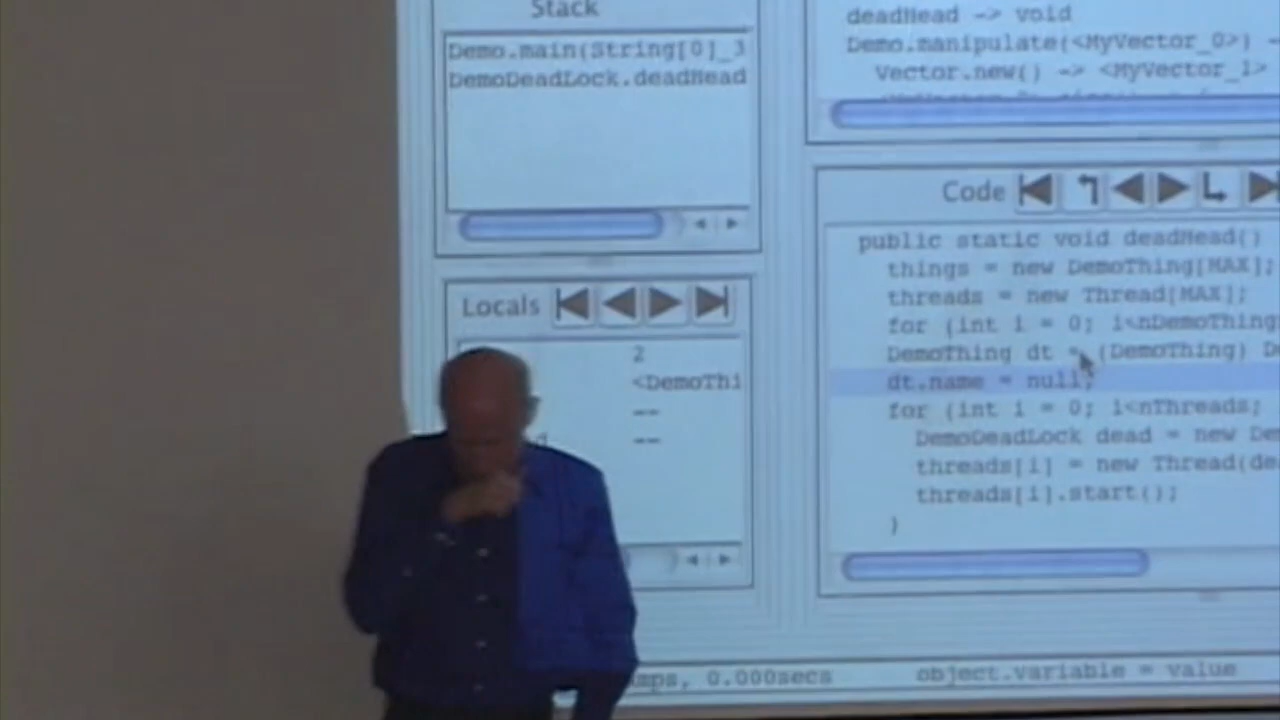 Stack
Demo.main(String[0]_3
DemoDeadLock.deadHead
deadHead -> void
Demo.manipulate(<MyVector_0>) -
Vector.new() -> <MyVector_1>
Locals
2
<DemoThi
--
--
Code
public static void deadHead()
things = new DemoThing[MAX];
threads = new Thread[MAX];
for (int i = 0; i<nDemoThing
DemoThing dt = (DemoThing) D
dt.name = null;
for (int i = 0; i<nThreads;
DemoDeadLock dead = new De
threads[i] = new Thread(de
threads[i].start();
}
mps, 0.000secs
object.variable = value